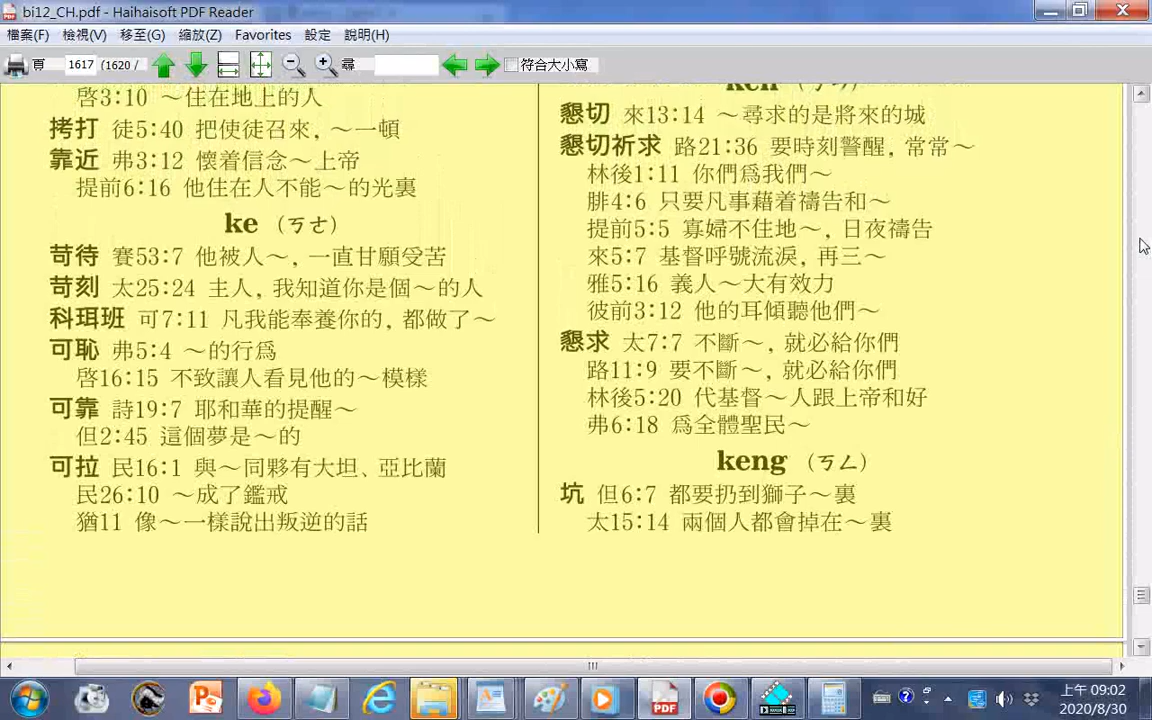 bi12_CH.pdf - Haihaisoft PDF Reader
檔案(F) 檢視(V) 移至(G) 縮放(Z) Favorites 設定 說明(H)
頁 1617 (1620 / 尋 符合大小寫
啓3:10 ～住在地上的人
拷打 徒5:40 把使徒召來, ～一頓
靠近 弗3:12 懷着信念～上帝
提前6:16 他住在人不能～的光裏
ke (ㄎㄜ)
苛待 賽53:7 他被人～, 一直甘願受苦
苛刻 太25:24 主人, 我知道你是個～的人
科珥班 可7:11 凡我能奉養你的, 都做了～
可恥 弗5:4 ～的行爲
啓16:15 不致讓人看見他的～模樣
可靠 詩19:7 耶和華的提醒～
但2:45 這個夢是～的
可拉 民16:1 與～同夥有大坦、亞比蘭
民26:10 ～成了鑑戒
猶11 像～一樣說出叛逆的話
ken (ㄎㄣ)
懇切 來13:14 ～尋求的是將來的城
懇切祈求 路21:36 要時刻警醒, 常常～
林後1:11 你們爲我們～
腓4:6 只要凡事藉着禱告和～
提前5:5 寡婦不住地～, 日夜禱告
來5:7 基督呼號流淚, 再三～
雅5:16 義人～大有效力
彼前3:12 他的耳傾聽他們～
懇求 太7:7 不斷～, 就必給你們
路11:9 要不斷～, 就必給你們
林後5:20 代基督～人跟上帝和好
弗6:18 爲全體聖民～
keng (ㄎㄥ)
坑 但6:7 都要扔到獅子～裏
太15:14 兩個人都會掉在～裏
上午 09:02
2020/8/30